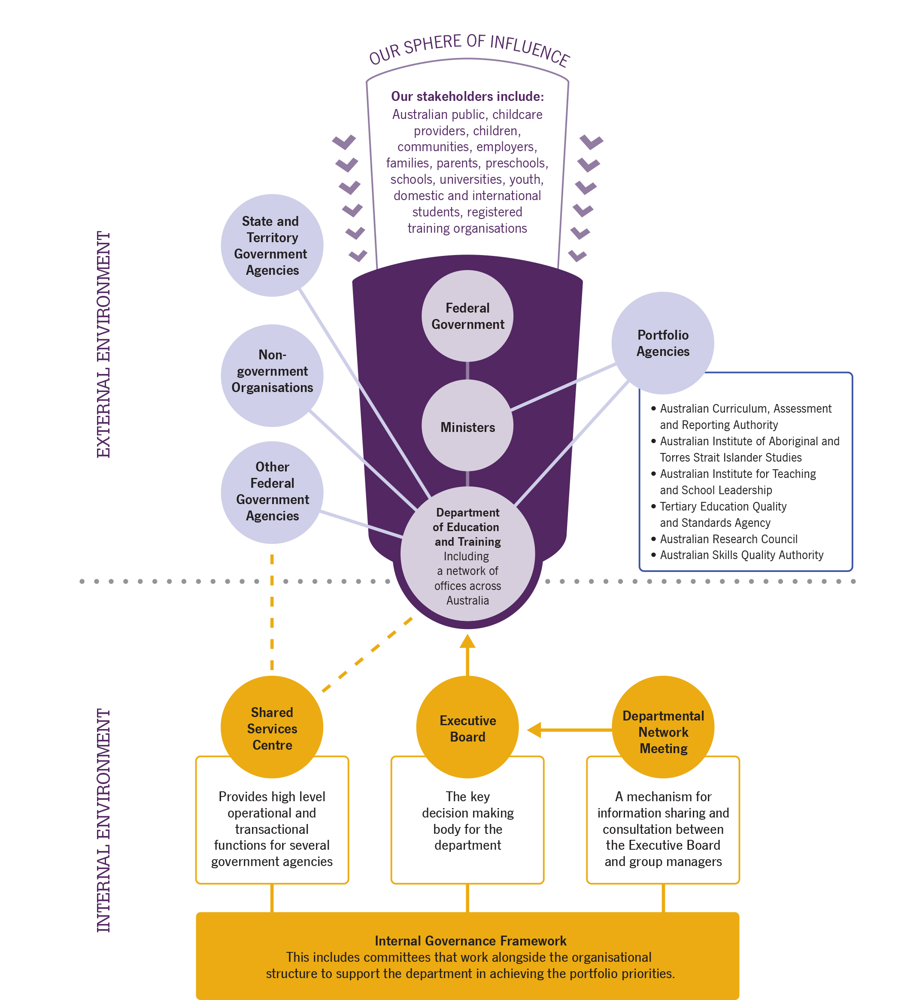 OUR SPHERE OF INFLUENCE
Our stakeholders include:
Australian public, childcare
providers, children,
communities, employers,
families, parents, preschools,
schools, universities, youth,
domestic and international
students, registered
training organisations
EXTERNAL ENVIRONMENT
State and
Territory
Government
Agencies
Non-
government
Organisations
Other
Federal
Government
Agencies
Federal
Government
Ministers
Department
of Education
and Training
Including
a network of
offices across
Australia
Portfolio
Agencies
• Australian Curriculum, Assessment
and Reporting Authority
• Australian Institute of Aboriginal and
Torres Strait Islander Studies
• Australian Institute for Teaching
and School Leadership
• Tertiary Education Quality
and Standards Agency
• Australian Research Council
• Australian Skills Quality Authority
INTERNAL ENVIRONMENT
Shared
Services
Centre
Provides high level
operational and
transactional
functions for several
government agencies
Executive
Board
The key
decision making
body for the
department
Departmental
Network
Meeting
A mechanism for
information sharing and
consultation between
the Executive Board
and group managers
Internal Governance Framework
This includes committees that work alongside the organisational
structure to support the department in achieving the portfolio priorities.